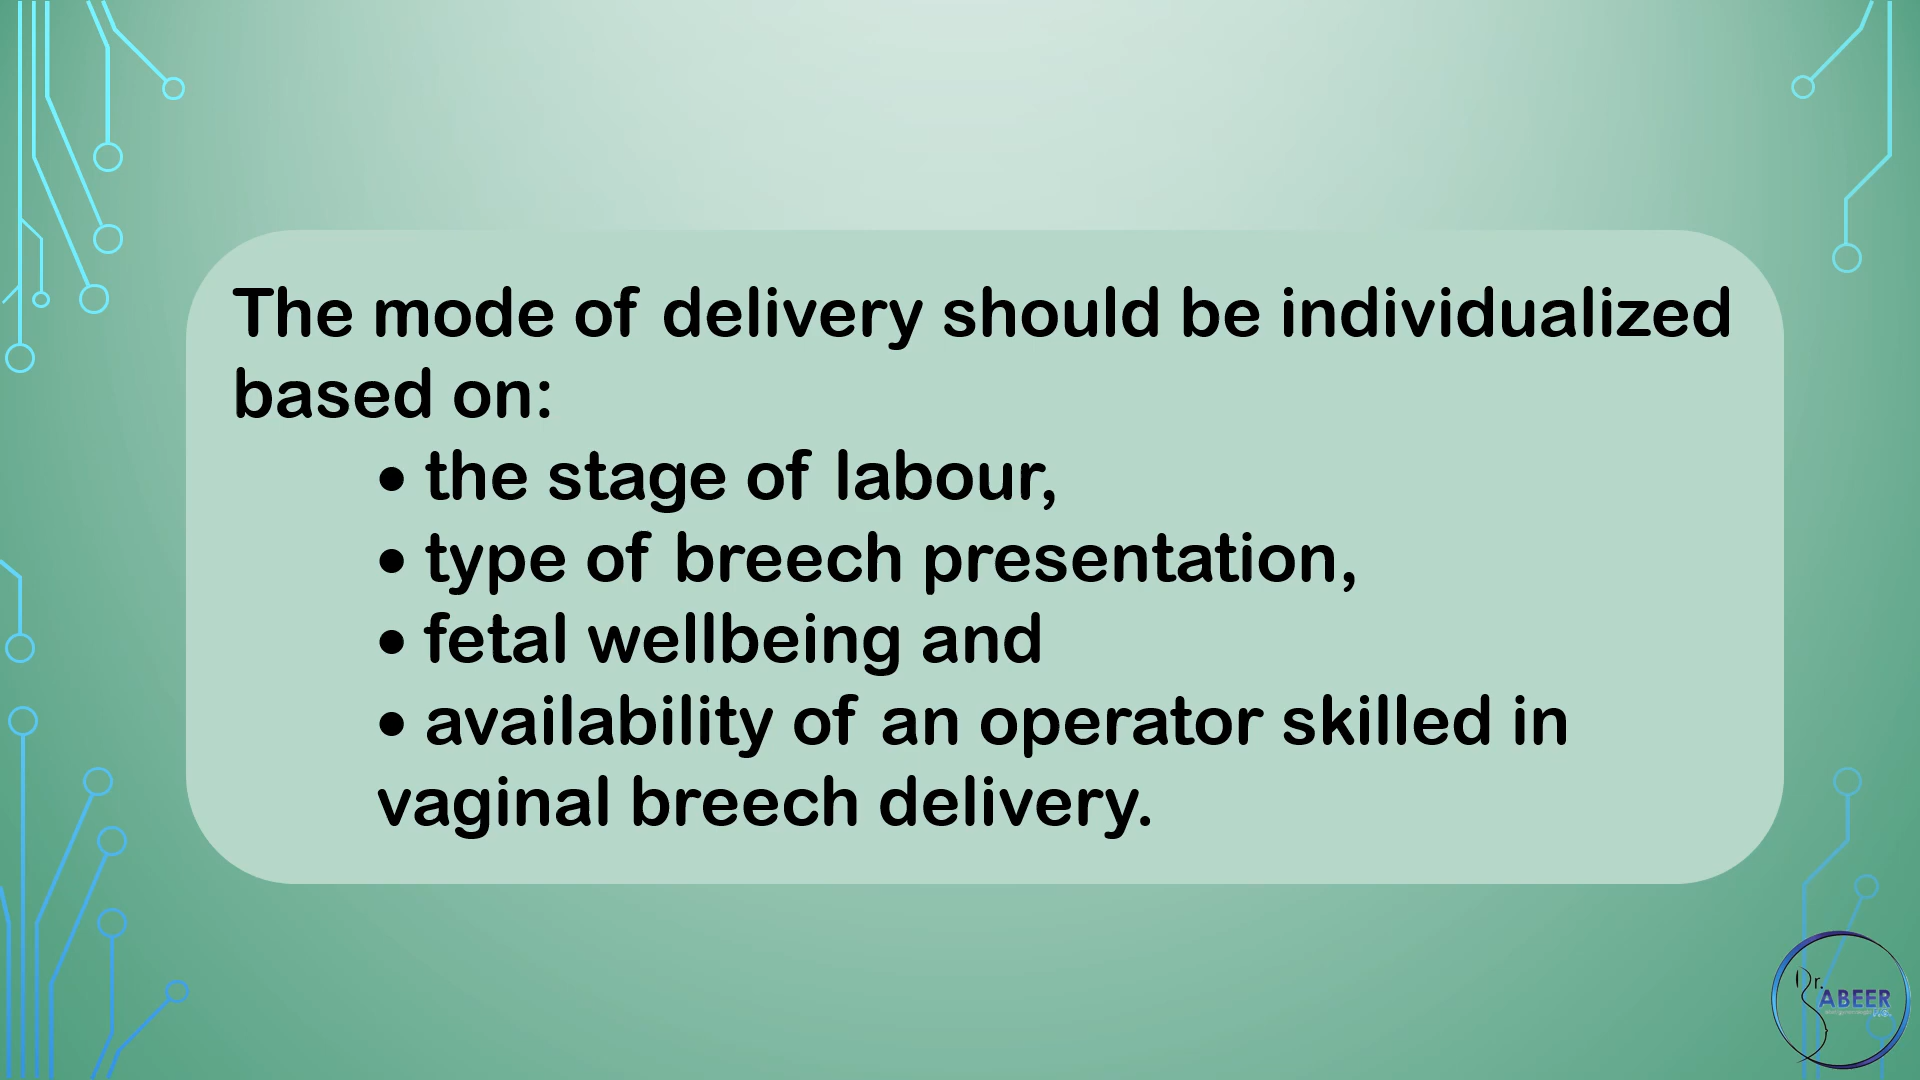 The mode of delivery should be individualized
based on:
• the stage of labour,
• type of breech presentation,
• fetal wellbeing and
• availability of an operator skilled in
vaginal breech delivery.
Dr.
ABEER